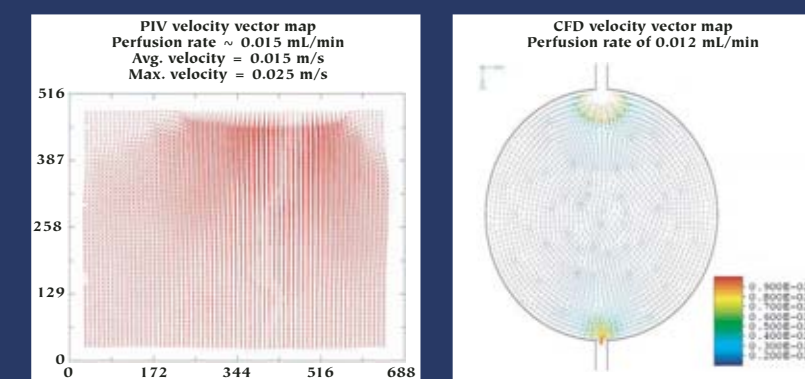 PIV velocity vector map
Perfusion rate ~ 0.015 mL/min
Avg. velocity = 0.015 m/s
Max. velocity = 0.025 m/s
516
387
258
129
0
0 172 344 516 688
CFD velocity vector map
Perfusion rate of 0.012 mL/min